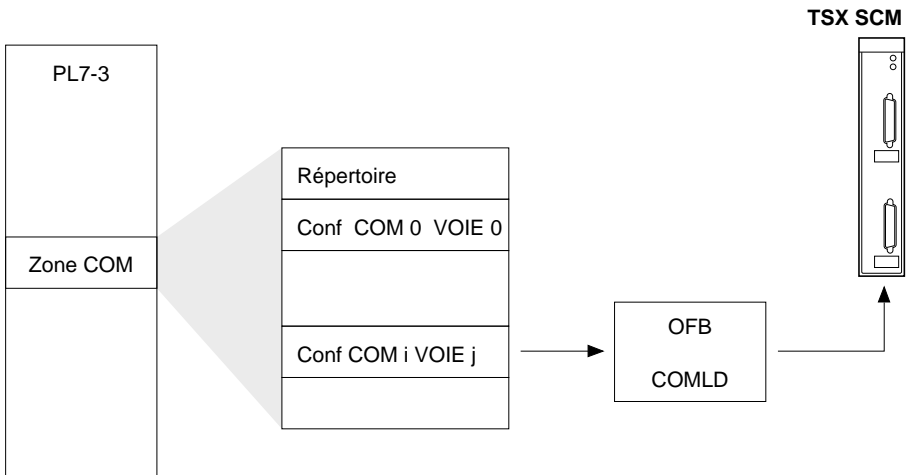 TSX SCM
PL7-3
Répertoire
Conf COM 0 VOIE 0
Zone COM
OFB
Conf COM i VOIE j
COMLD